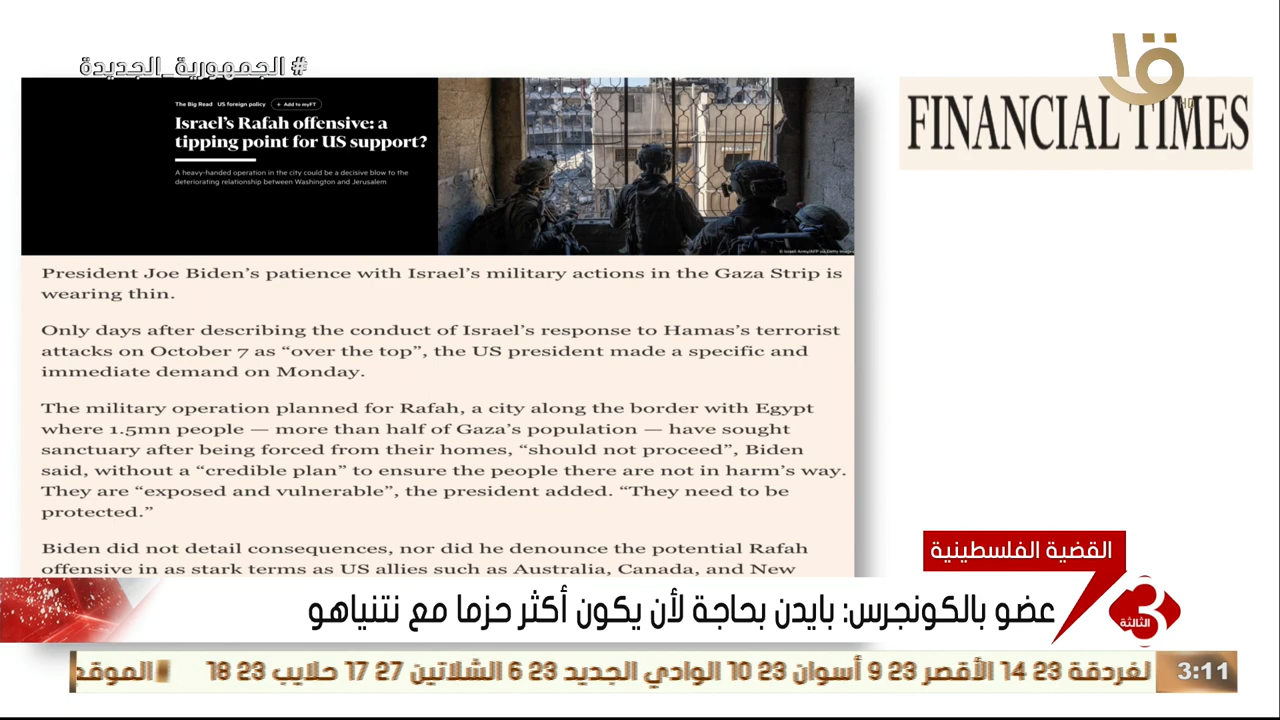 # الجمهورية_الجديدة
The Big Read US foreign policy + Add to myFT
Israel's Rafah offensive: a
tipping point for US support?
A heavy-handed operation in the city could be a decisive blow to the
deteriorating relationship between Washington and Jerusalem
© Israeli Army/AFP via Getty Images
FINANCIAL TIMES
President Joe Biden's patience with Israel's military actions in the Gaza Strip is
wearing thin.
Only days after describing the conduct of Israel's response to Hamas's terrorist
attacks on October 7 as “over the top”, the US president made a specific and
immediate demand on Monday.
The military operation planned for Rafah, a city along the border with Egypt
where 1.5mn people — more than half of Gaza's population — have sought
sanctuary after being forced from their homes, “should not proceed”, Biden
said, without a “credible plan” to ensure the people there are not in harm's way.
They are “exposed and vulnerable”, the president added. “They need to be
protected.”
Biden did not detail consequences, nor did he denounce the potential Rafah
offensive in as stark terms as US allies such as Australia, Canada, and New
القضية الفلسطينية
عضو بالكونجرس: بايدن بحاجة لأن يكون أكثر حزما مع نتنياهو
3 الثالثة
لغردقة 23 14 الأقصر 23 9 أسوان 23 10 الوادي الجديد 23 6 الشلاتين 27 17 حلايب 23 18
3:11